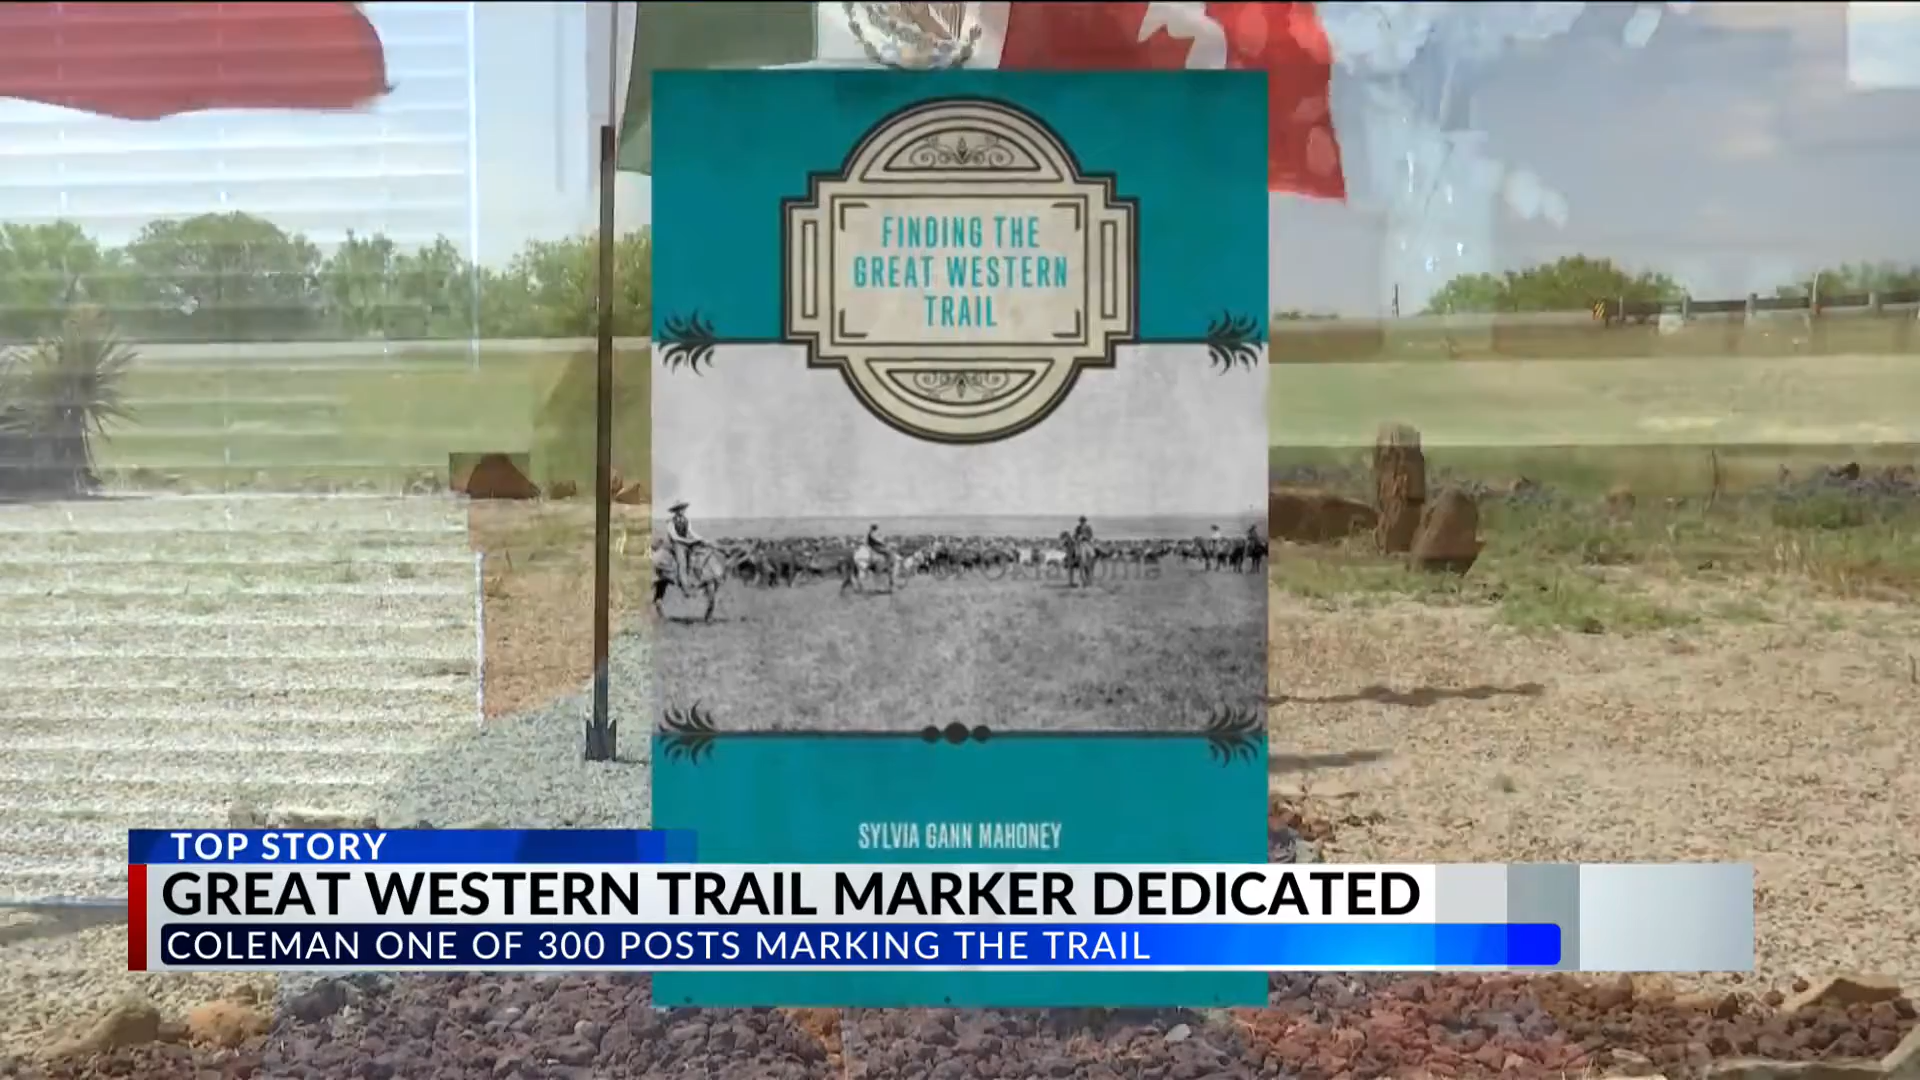 FINDING THE
GREAT WESTERN
TRAIL
SYLVIA GANN MAHONEY
TOP STORY
GREAT WESTERN TRAIL MARKER DEDICATED
COLEMAN ONE OF 300 POSTS MARKING THE TRAIL